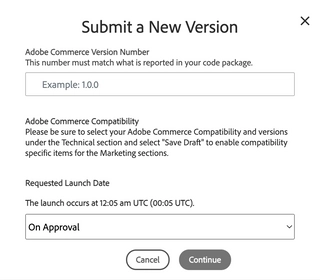 Submit a New Version
Adobe Commerce Version Number
This number must match what is reported in your code package.
Example: 1.0.0
Adobe Commerce Compatibility
Please be sure to select your Adobe Commerce Compatibility and versions
under the Technical section and select "Save Draft" to enable compatibility
specific items for the Marketing sections.
Requested Launch Date
The launch occurs at 12:05 am UTC (00:05 UTC).
On Approval
Cancel
Continue